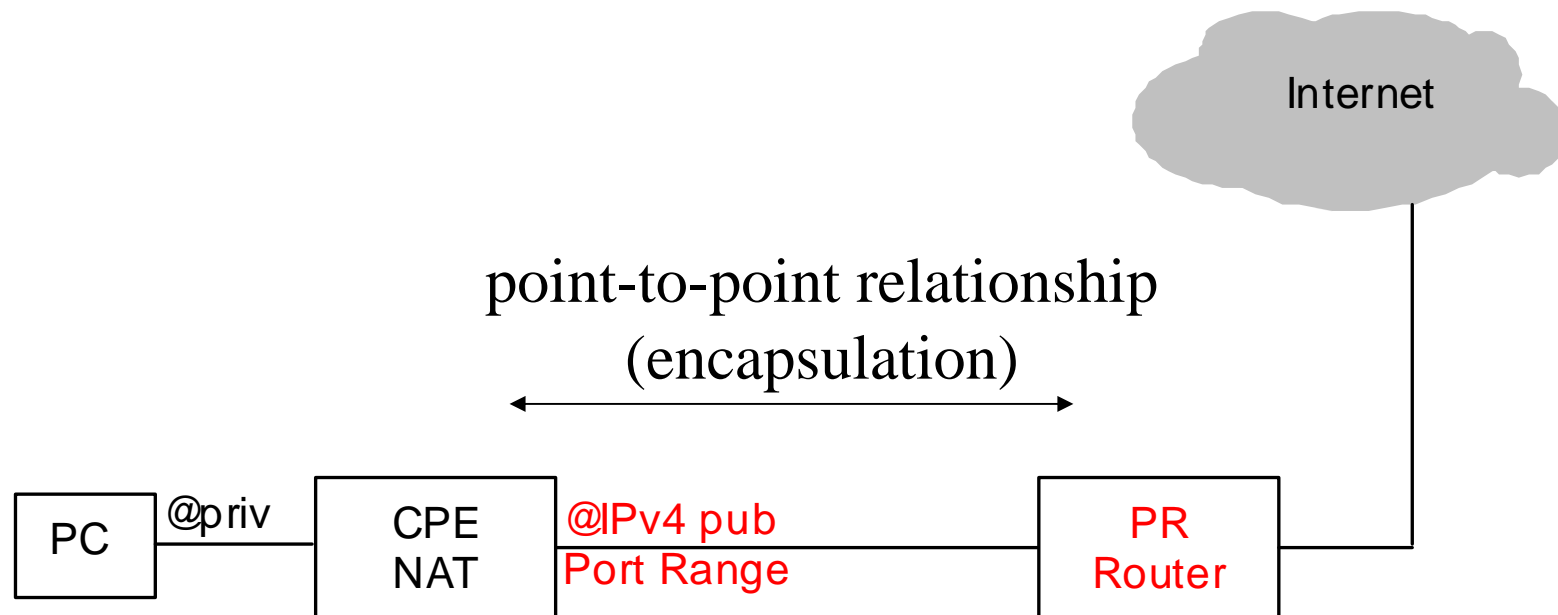 Internet
point-to-point relationship
(encapsulation)
PC
@priv
CPE
NAT
@IPv4 pub
Port Range
PR
Router